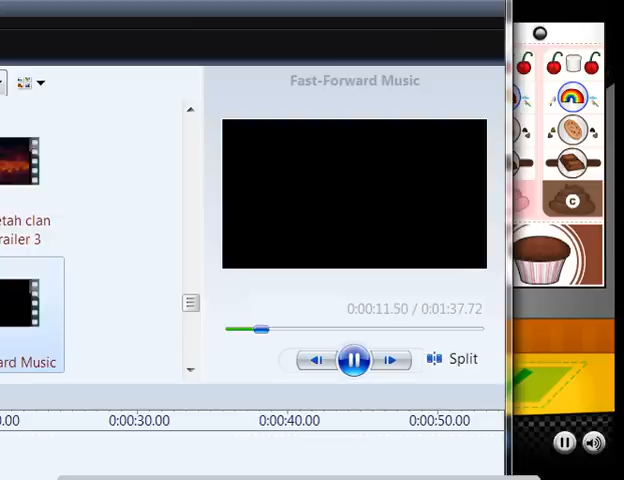 Fast-Forward Music
etah clan
railer 3
ard Music
0:00:11.50 / 0:01:37.72
Split
0.00 0:00:30.00 0:00:40.00 0:00:50.00
C